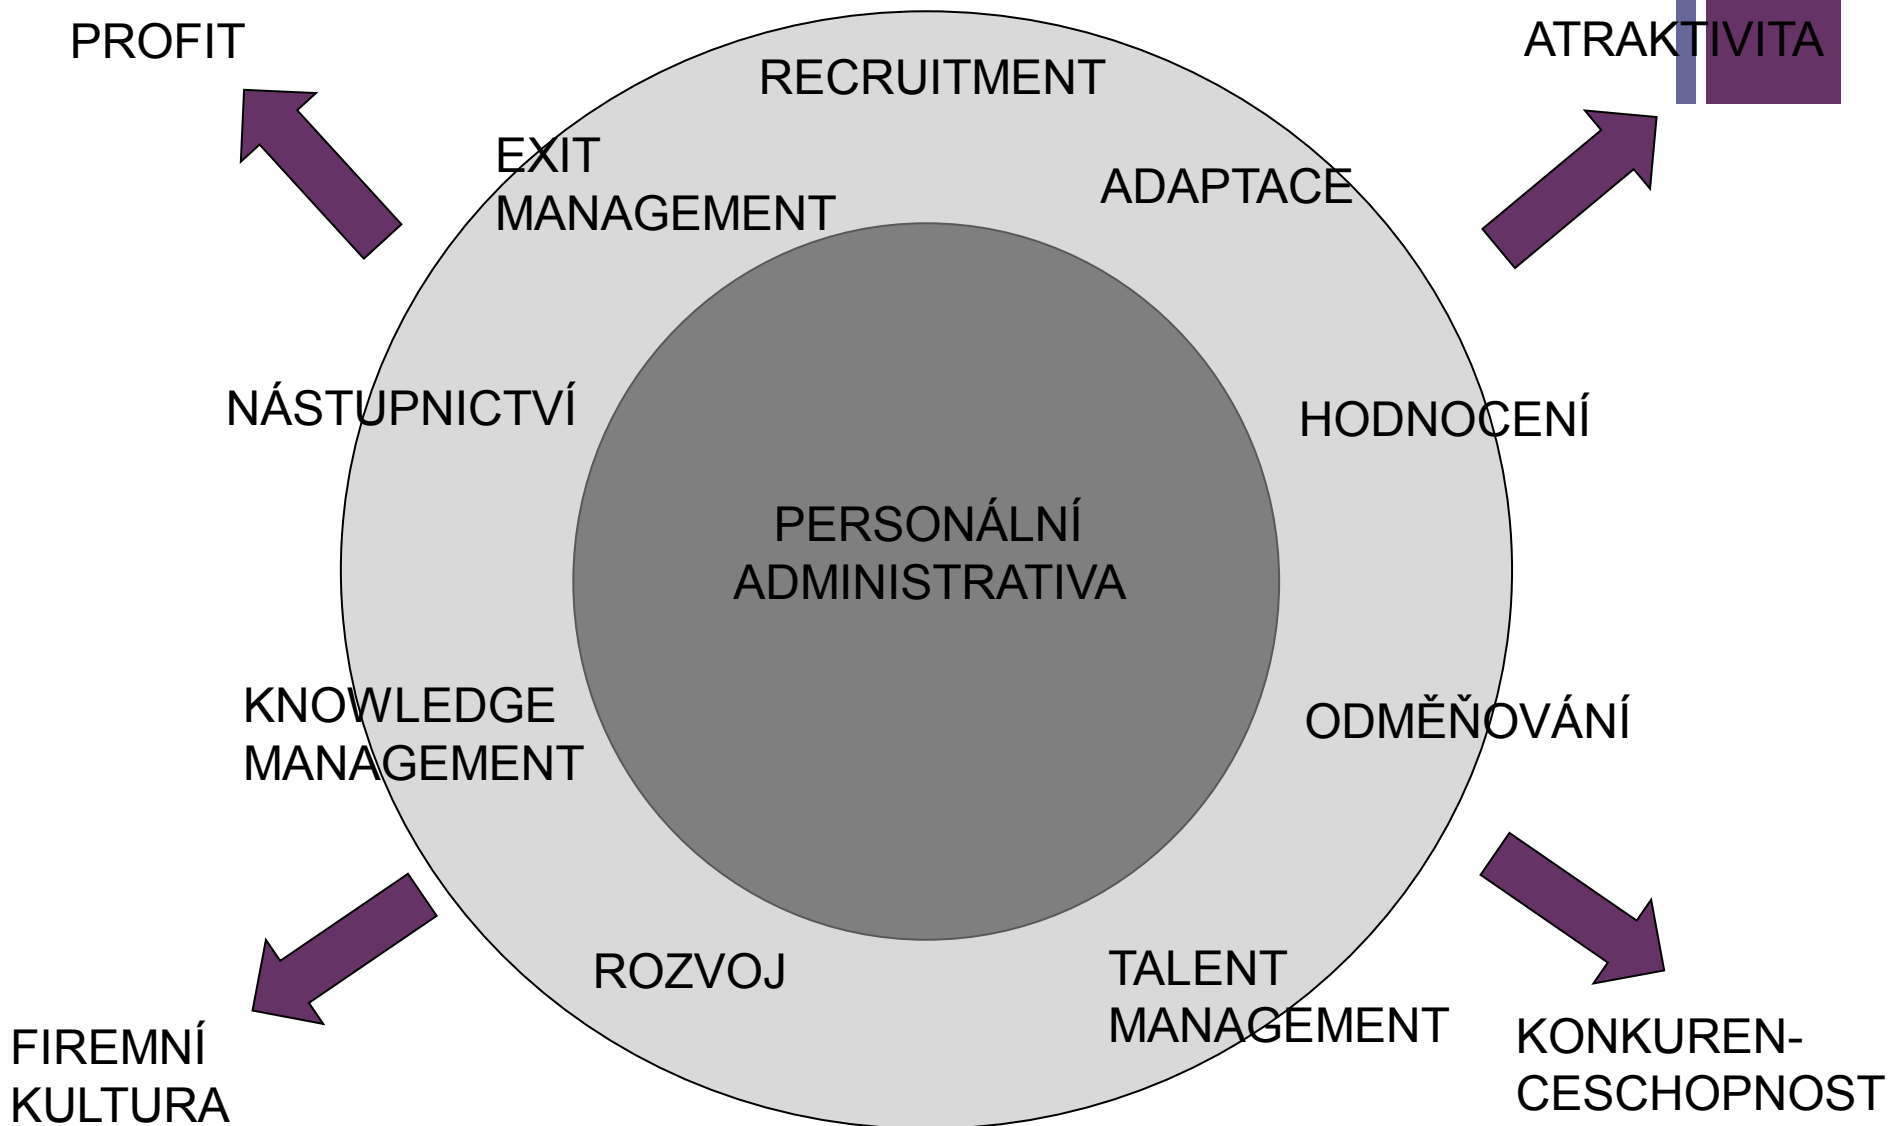 PROFIT
ATRAKTIVITA
RECRUITMENT
EXIT
MANAGEMENT
ADAPTACE
NÁSTUPNICTVÍ
HODNOCENÍ
PERSONÁLNÍ
ADMINISTRATIVA
KNOWLEDGE
MANAGEMENT
ODMĚŇOVÁNÍ
ROZVOJ
TALENT
MANAGEMENT
FIREMNÍ
KULTURA
KONKUREN-
CESCHOPNOST